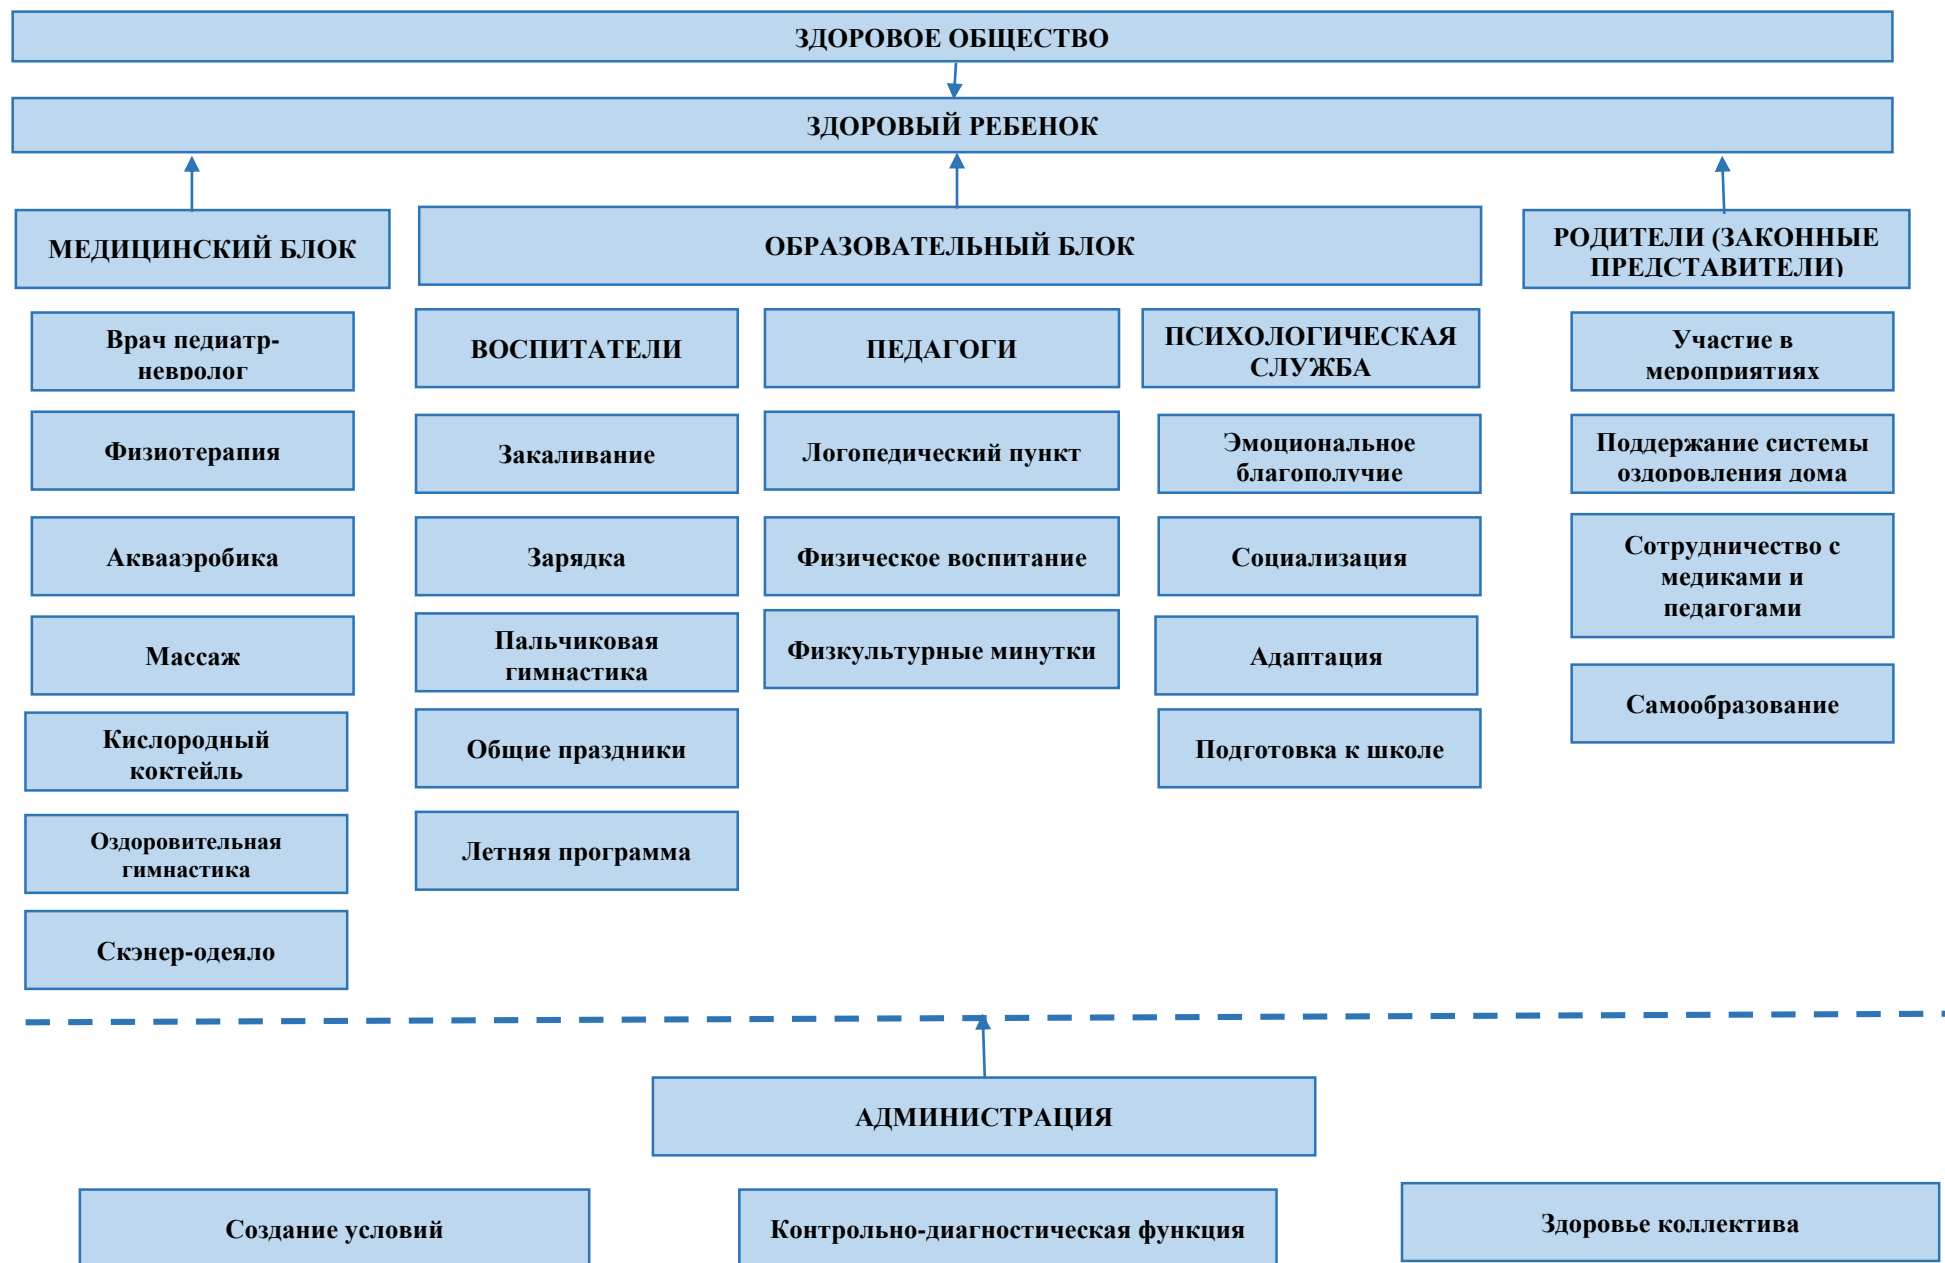 ЗДОРОВОЕ ОБЩЕСТВО
ЗДОРОВЫЙ РЕБЕНОК
МЕДИЦИНСКИЙ БЛОК
ОБРАЗОВАТЕЛЬНЫЙ БЛОК
РОДИТЕЛИ (ЗАКОННЫЕ
ПРЕДСТАВИТЕЛИ)
Врач педиатр-
невролог
Физиотерапия
Аквааэробика
Массаж
Кислородный
коктейль
Оздоровительная
гимнастика
Скэнер-одеяло
ВОСПИТАТЕЛИ
Закаливание
Зарядка
Пальчиковая
гимнастика
Общие праздники
Летняя программа
ПЕДАГОГИ
Логопедический пункт
Физическое воспитание
Физкультурные минутки
ПСИХОЛОГИЧЕСКАЯ
СЛУЖБА
Эмоциональное
благополучие
Социализация
Адаптация
Подготовка к школе
Участие в
мероприятиях
Поддержание системы
оздоровления дома
Сотрудничество с
медиками и
педагогами
Самообразование
АДМИНИСТРАЦИЯ
Создание условий
Контрольно-диагностическая функция
Здоровье коллектива